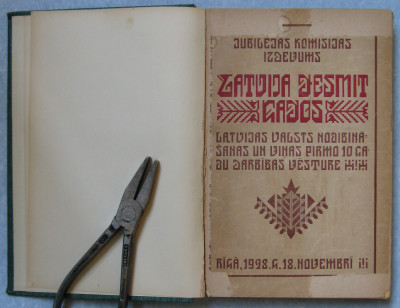 JUBILEJAS KOMISIJAS
IZDEVUMS
LATVIJA DESMIT
GADOS
LATVIJAS VALSTS NODIBINĀ-
ŠANAS UN VIŅAS PIRMO 10 GA-
DU DARBĪBAS VĒSTURE
RĪGĀ, 1928. G. 18. NOVEMBRĪ